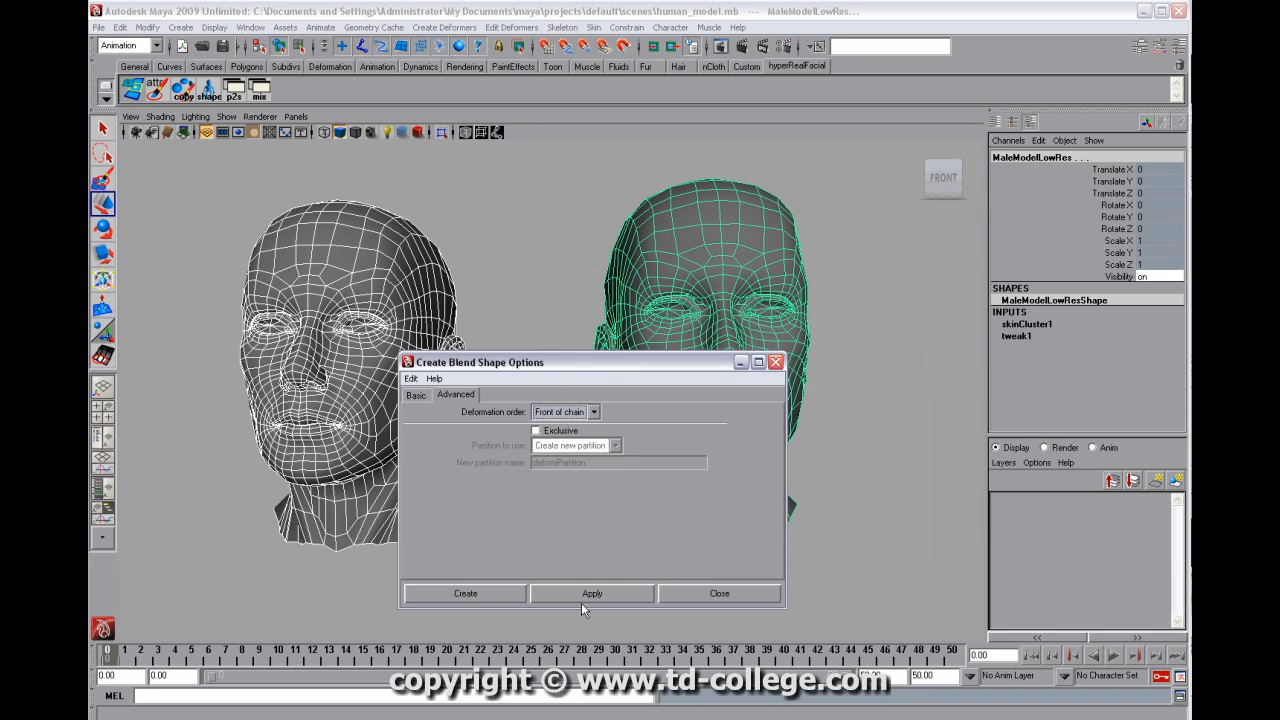 Autodesk Maya 2009 Unlimited: C:\Documents and Settings\Administrator\My Documents\maya\projects\default\scenes\human_model.mb --- MaleModelLowRes...
File Edit Modify Create Display Window Assets Animate Geometry Cache Create Deformers Edit Deformers Skeleton Skin Constrain Character Muscle Help
Animation
General Curves Surfaces Polygons Subdivs Deformation Animation Dynamics Rendering PaintEffects Toon Muscle Fluids Fur Hair nCloth Custom hyperRealFacial
attr copy shape p2s mix
View Shading Lighting Show Renderer Panels
FRONT
Channels Edit Object Show
MaleModelLowRes . . .
Translate X 0
Translate Y 0
Translate Z 0
Rotate X 0
Rotate Y 0
Rotate Z 0
Scale X 1
Scale Y 1
Scale Z 1
Visibility on
SHAPES
MaleModelLowResShape
INPUTS
skinCluster1
tweak1
Create Blend Shape Options
Edit Help
Basic Advanced
Deformation order: Front of chain
Exclusive
Partition to use: Create new partition
New partition name: deformPartition
Create Apply Close
Display Render Anim
Layers Options Help
<< >>
0 1 2 3 4 5 6 7 8 9 10 11 12 13 14 15 16 17 18 19 20 21 22 23 24 25 26 27 28 29 30 31 32 33 34 35 36 37 38 39 40 41 42 43 44 45 46 47 48 49 50 0.00
0.00 0.00 50.00 No Anim Layer No Character Set
copyright © www.td-college.com
MEL